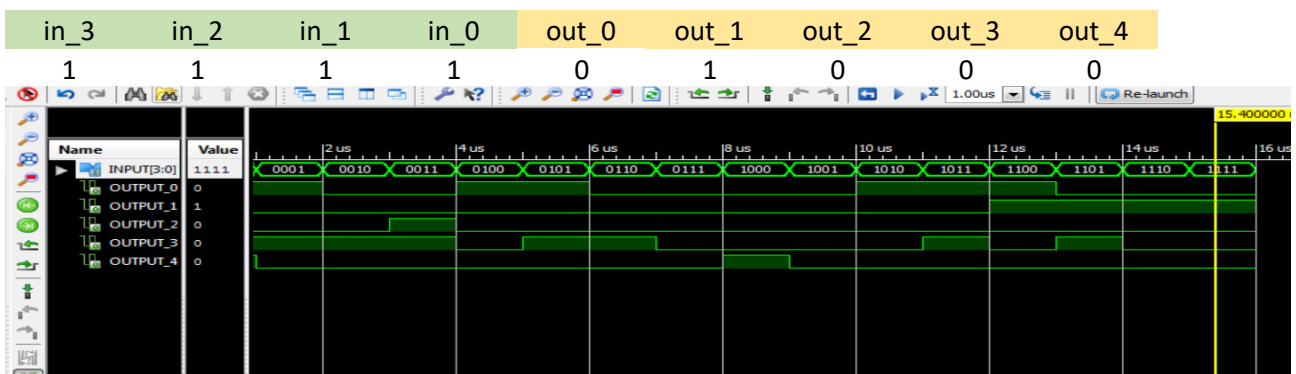 in_3 in_2 in_1 in_0 out_0 out_1 out_2 out_3 out_4
1 1 1 1 0 1 0 0 0
1.00us Re-launch
15.400000
Name Value 2 us 4 us 6 us 8 us 10 us 12 us 14 us 16 us
INPUT[3:0] 1111 0001 0010 0011 0100 0101 0110 0111 1000 1001 1010 1011 1100 1101 1110 1111
OUTPUT_0 0
OUTPUT_1 1
OUTPUT_2 0
OUTPUT_3 0
OUTPUT_4 0